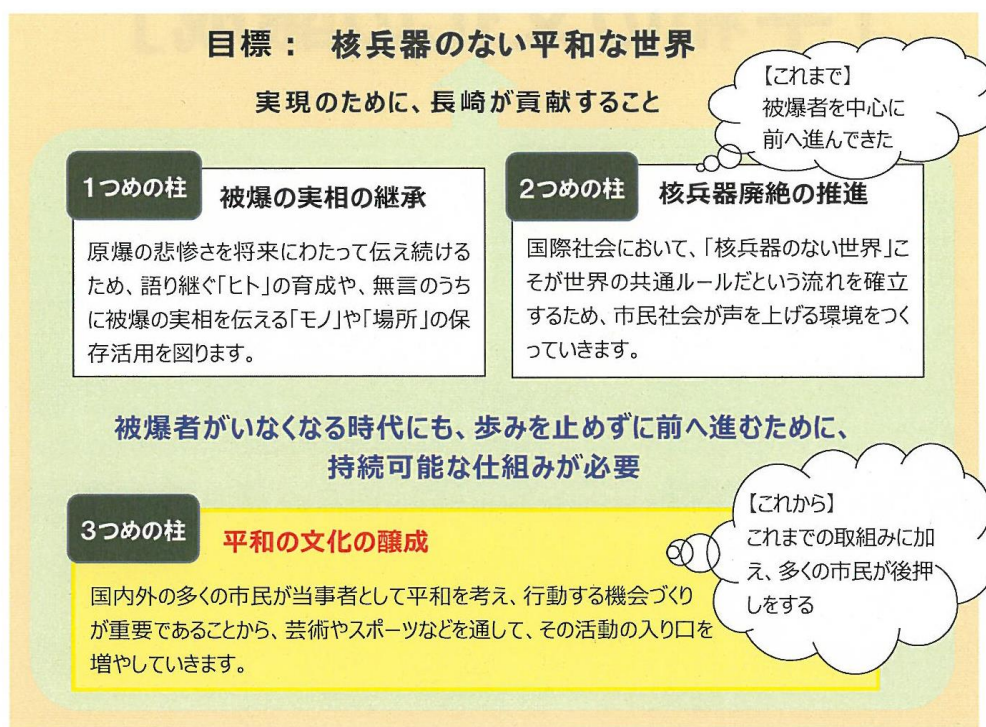 目標： 核兵器のない平和な世界
実現のために、長崎が貢献すること
【これまで】
被爆者を中心に
前へ進んできた
1つめの柱
被爆の実相の継承
原爆の悲惨さを将来にわたって伝え続ける
ため、語り継ぐ「ヒト」の育成や、無言のうち
に被爆の実相を伝える「モノ」や「場所」の保
存活用を図ります。
2つめの柱
核兵器廃絶の推進
国際社会において、「核兵器のない世界」こ
そが世界の共通ルールだという流れを確立
するため、市民社会が声を上げる環境をつく
っていきます。
被爆者がいなくなる時代にも、歩みを止めずに前へ進むために、
持続可能な仕組みが必要
3つめの柱
平和の文化の醸成
国内外の多くの市民が当事者として平和を考え、行動する機会づくり
が重要であることから、芸術やスポーツなどを通して、その活動の入り口を
増やしていきます。
【これから】
これまでの取組みに加
え、多くの市民が後押
しをする